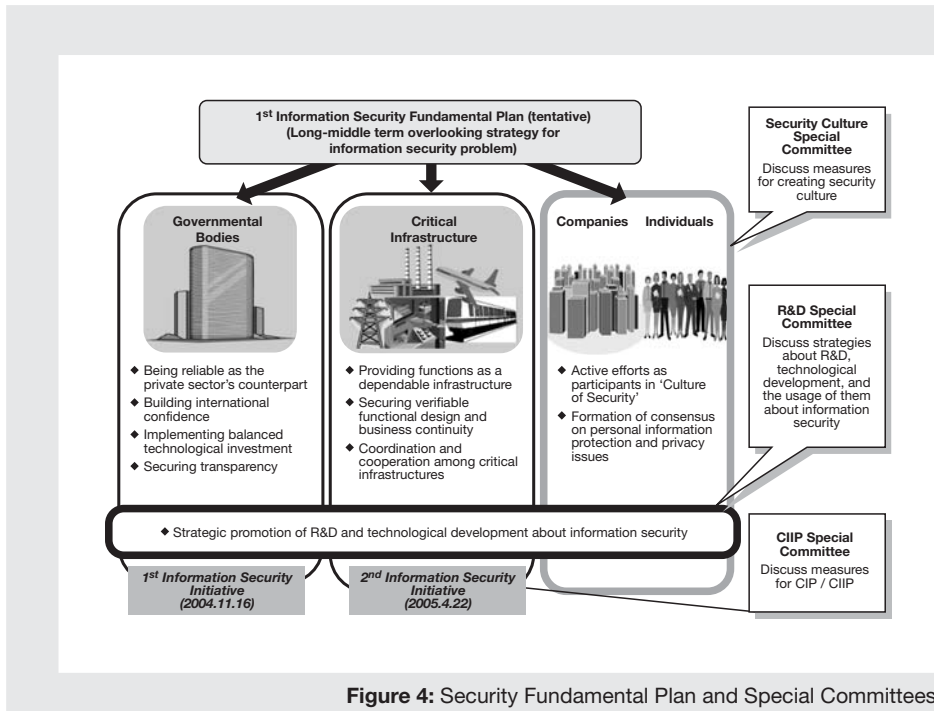 1st Information Security Fundamental Plan (tentative)
(Long-middle term overlooking strategy for
information security problem)
Governmental
Bodies
◆ Being reliable as the
private sector's counterpart
◆ Building international
confidence
◆ Implementing balanced
technological investment
◆ Securing transparency
Critical
Infrastructure
◆ Providing functions as a
dependable infrastructure
◆ Securing verifiable
functional design and
business continuity
◆ Coordination and
cooperation among critical
infrastructures
Companies Individuals
◆ Active efforts as
participants in ‘Culture
of Security’
◆ Formation of consensus
on personal information
protection and privacy
issues
◆ Strategic promotion of R&D and technological development about information security
1st Information Security
Initiative
(2004.11.16)
2nd Information Security
Initiative
(2005.4.22)
Security Culture
Special
Committee
Discuss measures
for creating security
culture
R&D Special
Committee
Discuss strategies
about R&D,
technological
development, and
the usage of them
about information
security
CIIP Special
Committee
Discuss measures
for CIP / CIIP
Figure 4: Security Fundamental Plan and Special Committees